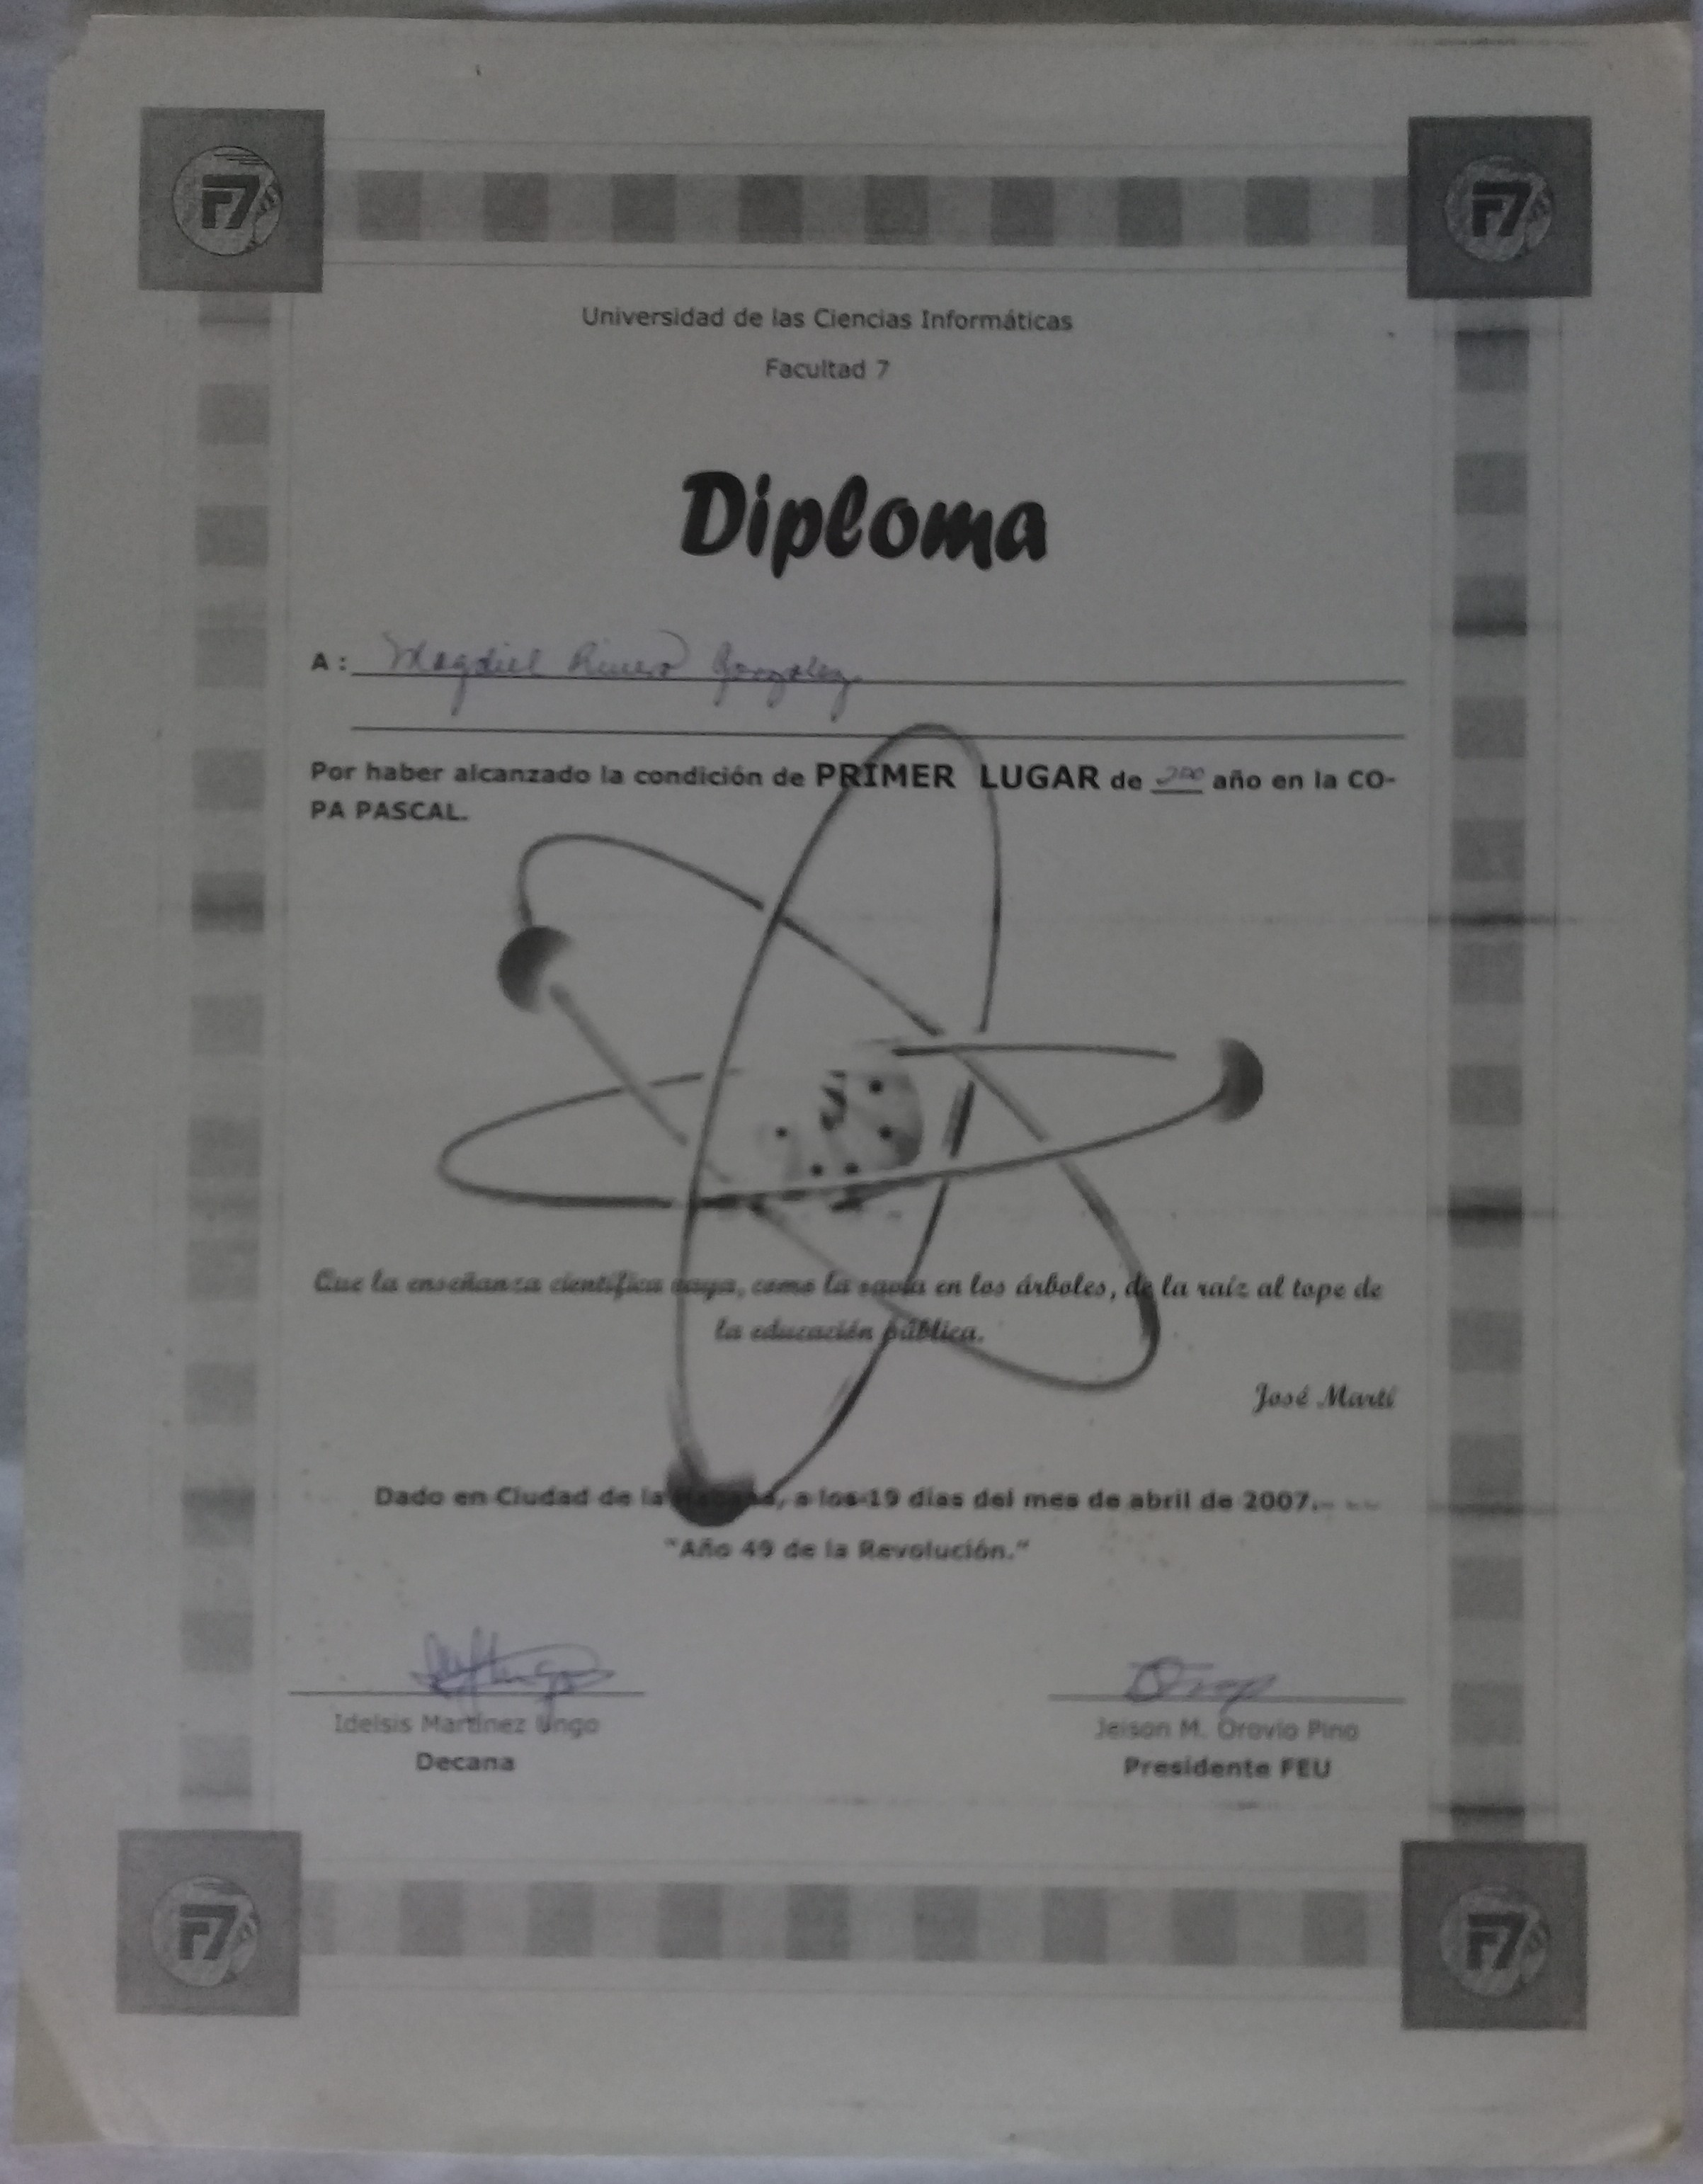 F7
F7
Universidad de las Ciencias Informáticas
Facultad 7
Diploma
A: Magdiel Rivero González
Por haber alcanzado la condición de PRIMER LUGAR de 2do año en la CO-
PA PASCAL.
Que la enseñanza científica vaya, como la savia en los árboles, de la raíz al tope de
la educación pública.
José Martí
Dado en Ciudad de la Habana, a los 19 días del mes de abril de 2007.-
"Año 49 de la Revolución."
Idelsis Martínez Ungo
Jeison M. Orovio Pino
Decana
Presidente FEU
F7
F7